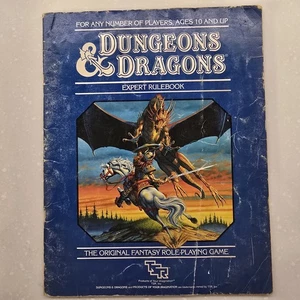 FOR ANY NUMBER OF PLAYERS, AGES 10 AND UP
DUNGEONS
& DRAGONS
EXPERT RULEBOOK
THE ORIGINAL FANTASY ROLE-PLAYING GAME
TSR